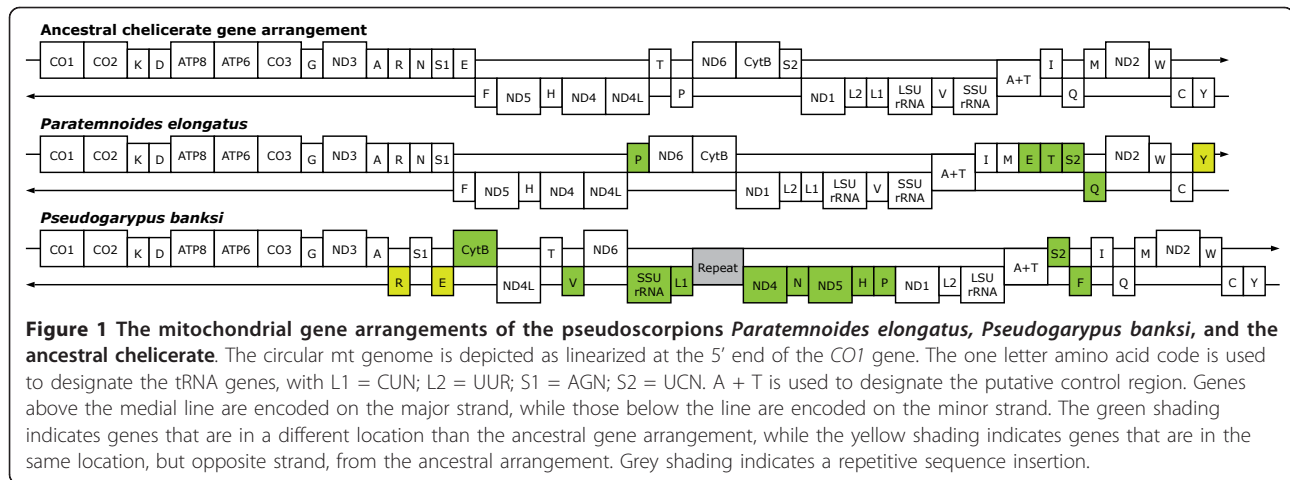 Ancestral chelicerate gene arrangement
CO1 CO2 K D ATP8 ATP6 CO3 G ND3 A R N S1 E T ND6 CytB S2 A+T I M ND2 W
F ND5 H ND4 ND4L P ND1 L2 L1 LSU rRNA V SSU rRNA Q C Y
Paratemnoides elongatus
CO1 CO2 K D ATP8 ATP6 CO3 G ND3 A R N S1 P ND6 CytB A+T I M E T S2 ND2 W Y
F ND5 H ND4 ND4L ND1 L2 L1 LSU rRNA V SSU rRNA Q C
Pseudogarypus banksi
CO1 CO2 K D ATP8 ATP6 CO3 G ND3 A S1 CytB T ND6 Repeat A+T S2 I M ND2 W
R E ND4L V SSU rRNA L1 ND4 N ND5 H P ND1 L2 LSU rRNA F Q C Y
Figure 1 The mitochondrial gene arrangements of the pseudoscorpions Paratemnoides elongatus, Pseudogarypus banksi, and the
ancestral chelicerate. The circular mt genome is depicted as linearized at the 5' end of the CO1 gene. The one letter amino acid code is used
to designate the tRNA genes, with L1 = CUN; L2 = UUR; S1 = AGN; S2 = UCN. A + T is used to designate the putative control region. Genes
above the medial line are encoded on the major strand, while those below the line are encoded on the minor strand. The green shading
indicates genes that are in a different location than the ancestral gene arrangement, while the yellow shading indicates genes that are in the
same location, but opposite strand, from the ancestral arrangement. Grey shading indicates a repetitive sequence insertion.